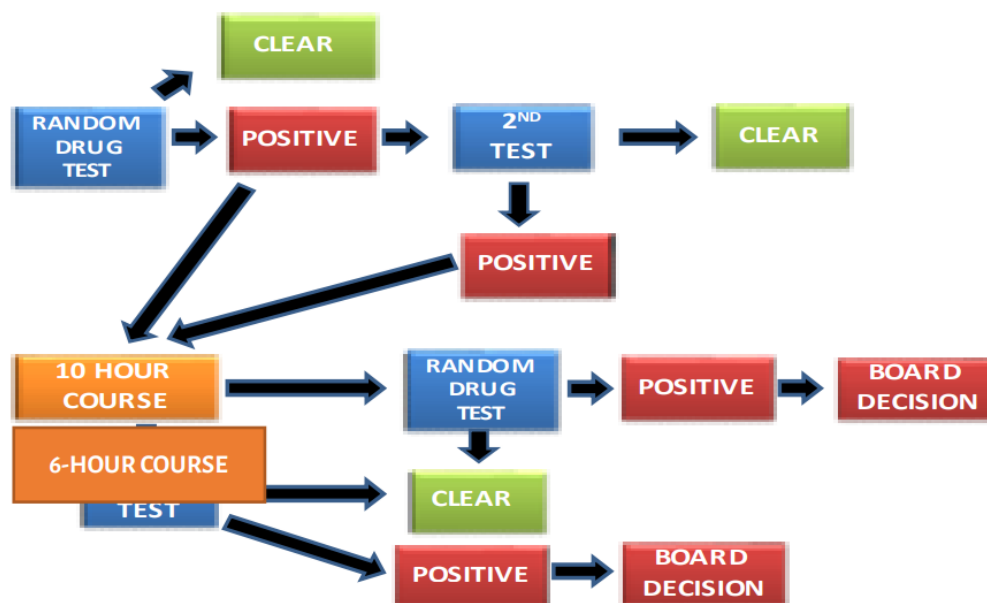 CLEAR
RANDOM
DRUG
TEST
POSITIVE
2ND
TEST
CLEAR
POSITIVE
10 HOUR
COURSE
RANDOM
DRUG
TEST
POSITIVE
BOARD
DECISION
6-HOUR COURSE
TEST
CLEAR
POSITIVE
BOARD
DECISION